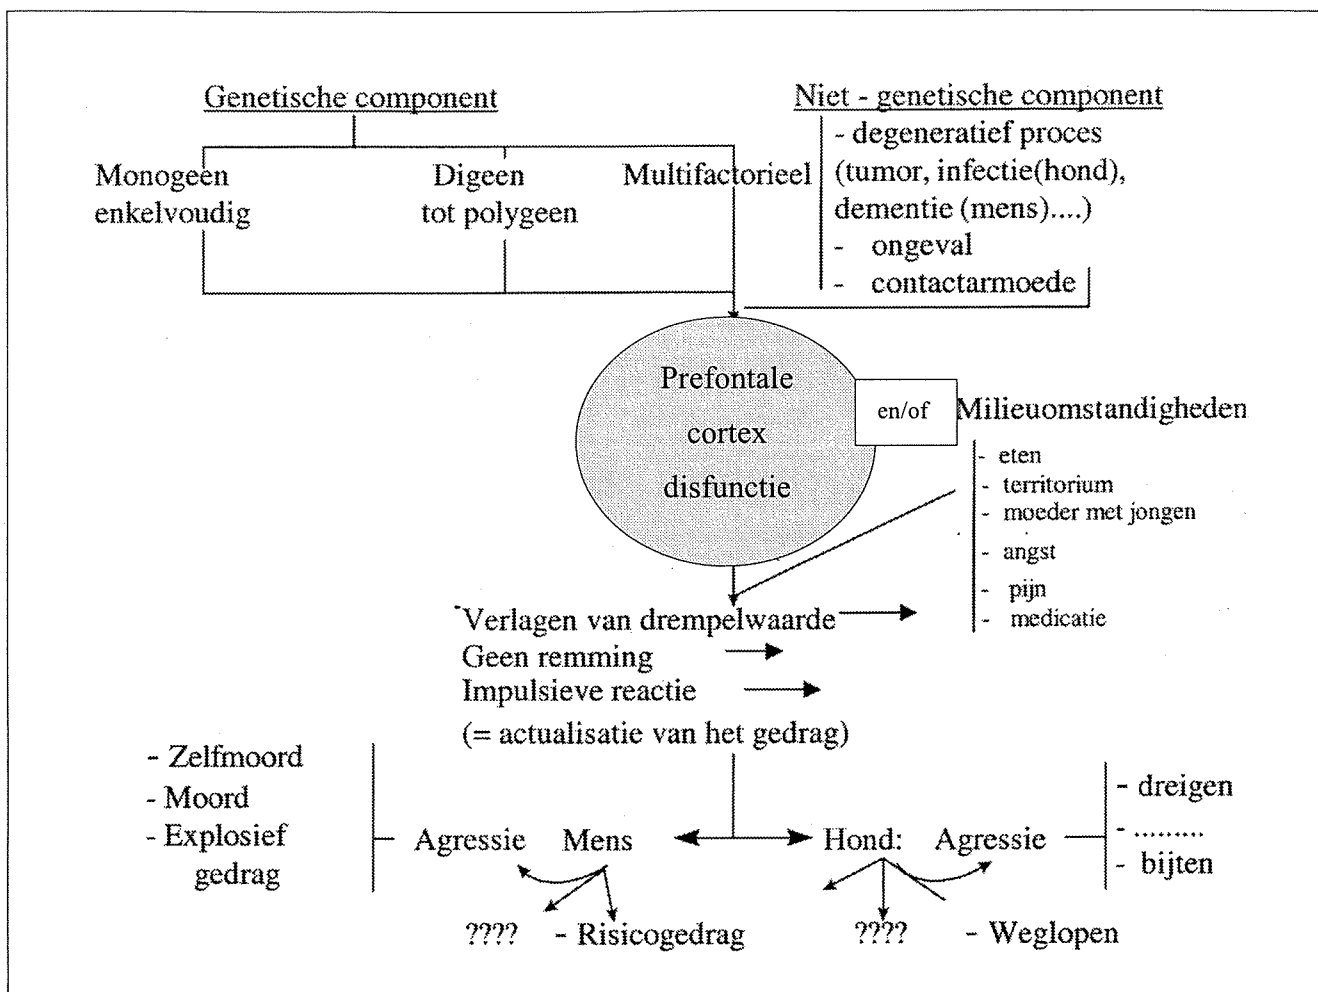 Genetische component
Niet - genetische component
Monogeen
enkelvoudig
Digeen
tot polygeen
Multifactorieel
- degeneratief proces
(tumor, infectie(hond),
dementie (mens)....)
- ongeval
- contactarmoede
Prefontale
cortex
disfunctie
en/of
Milieuomstandigheden
- eten
- territorium
- moeder met jongen
- angst
- pijn
- medicatie
Verlagen van drempelwaarde
Geen remming
Impulsieve reactie
(= actualisatie van het gedrag)
- Zelfmoord
- Moord
- Explosief
gedrag
Agressie Mens
Hond: Agressie
- dreigen
- .........
- bijten
???? - Risicogedrag
???? - Weglopen